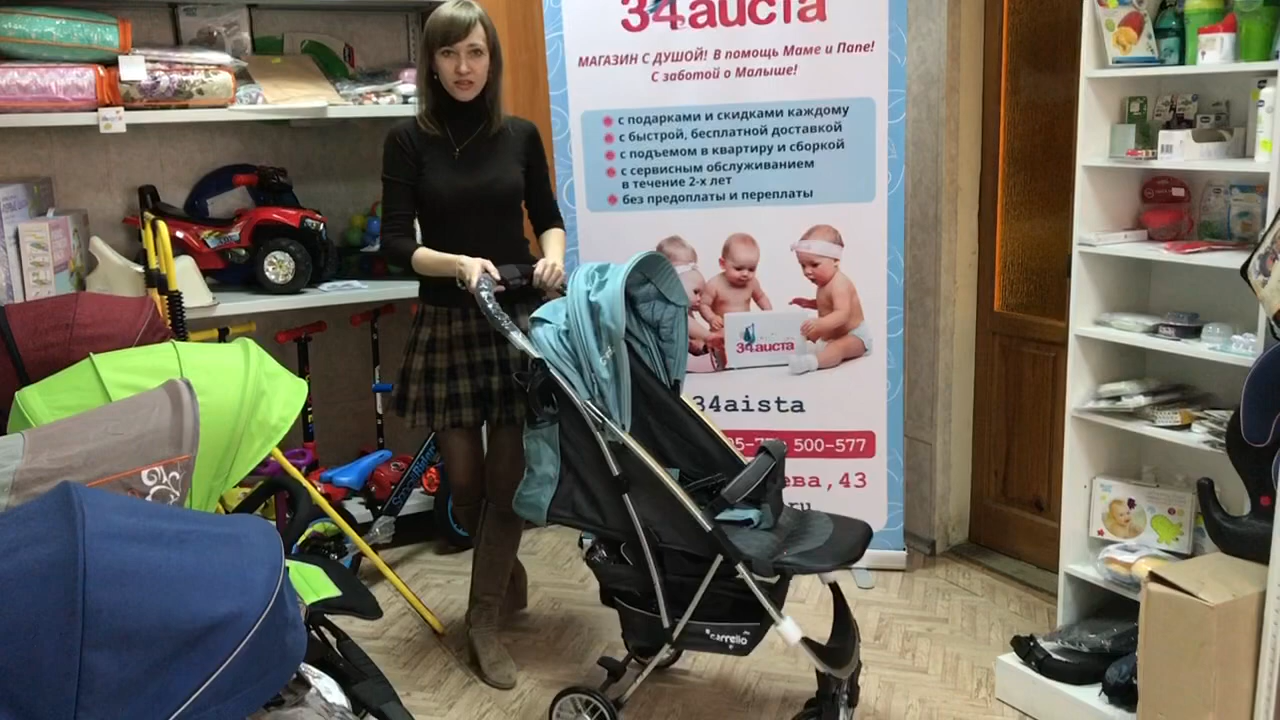 34аиста
МАГАЗИН С ДУШОЙ! В помощь Маме и Папе!
С заботой о Малыше!
с подарками и скидками каждому
с быстрой, бесплатной доставкой
с подъемом в квартиру и сборкой
с сервисным обслуживанием
в течение 2-х лет
без предоплаты и переплаты
34аиста
34aista
500-577
43
carrello